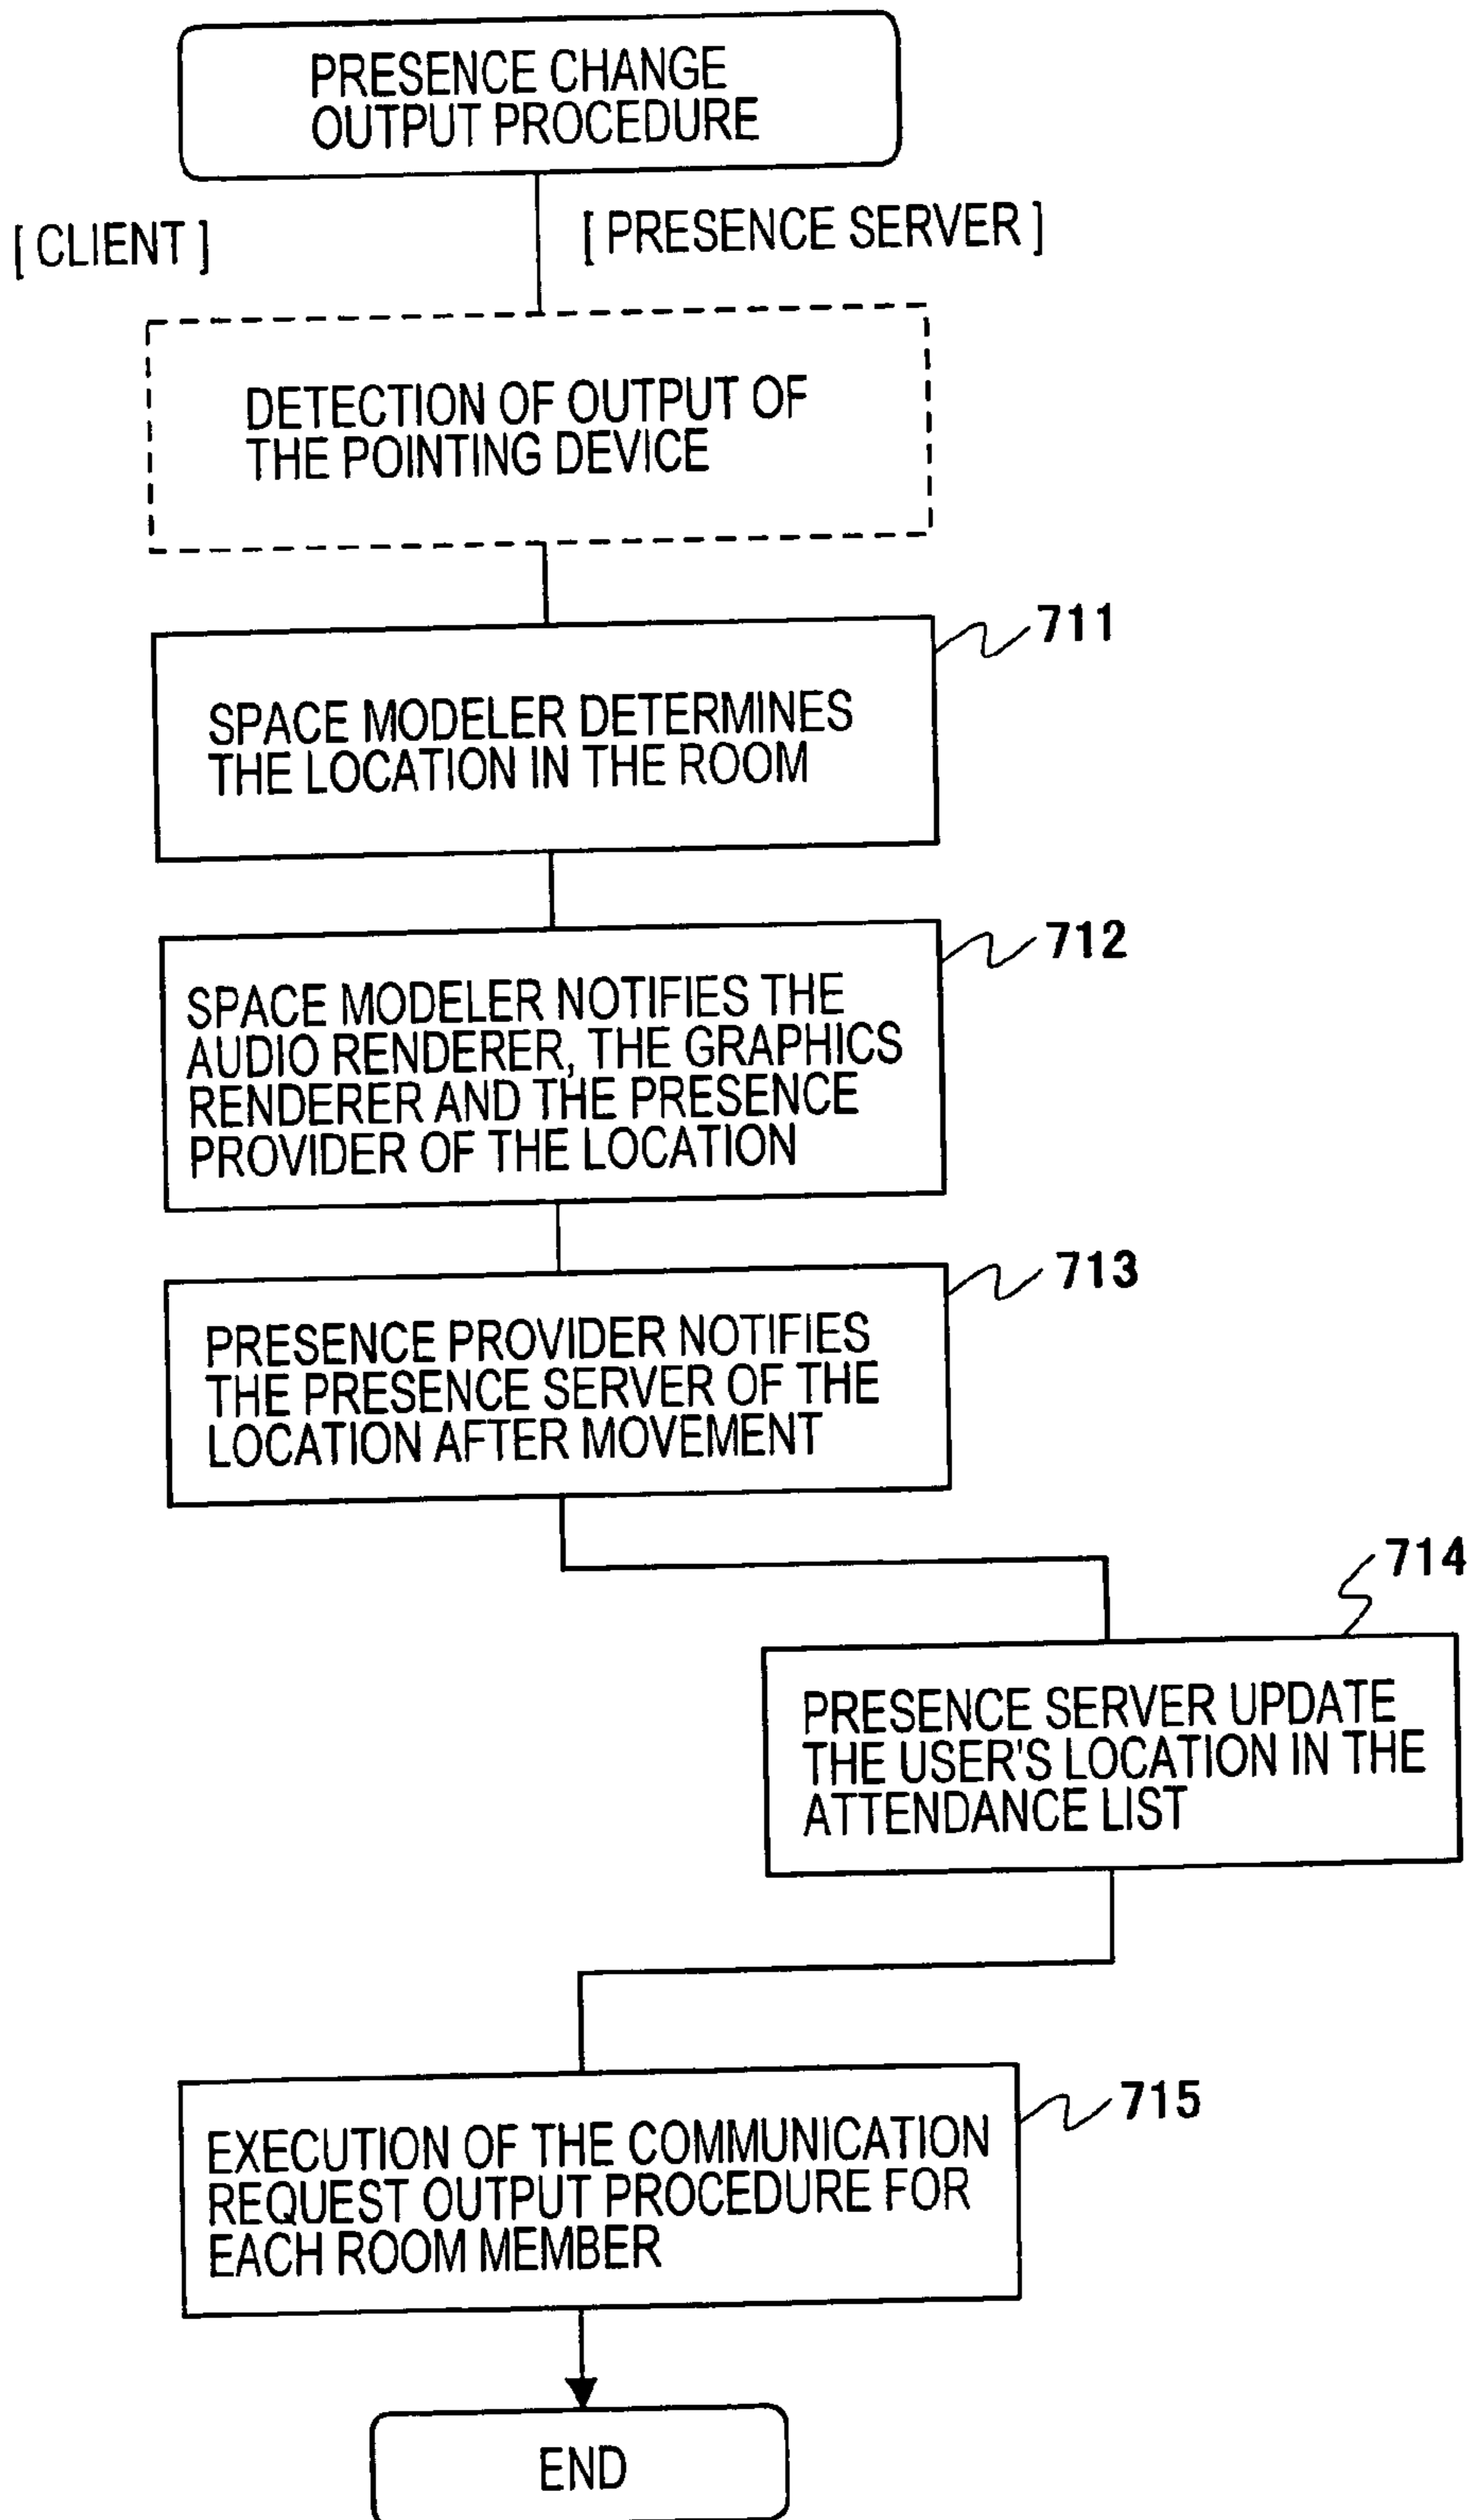 PRESENCE CHANGE
OUTPUT PROCEDURE
[ CLIENT ]
[ PRESENCE SERVER ]
DETECTION OF OUTPUT OF
THE POINTING DEVICE
711
SPACE MODELER DETERMINES
THE LOCATION IN THE ROOM
712
SPACE MODELER NOTIFIES THE
AUDIO RENDERER, THE GRAPHICS
RENDERER AND THE PRESENCE
PROVIDER OF THE LOCATION
713
PRESENCE PROVIDER NOTIFIES
THE PRESENCE SERVER OF THE
LOCATION AFTER MOVEMENT
714
PRESENCE SERVER UPDATE
THE USER'S LOCATION IN THE
ATTENDANCE LIST
715
EXECUTION OF THE COMMUNICATION
REQUEST OUTPUT PROCEDURE FOR
EACH ROOM MEMBER
END